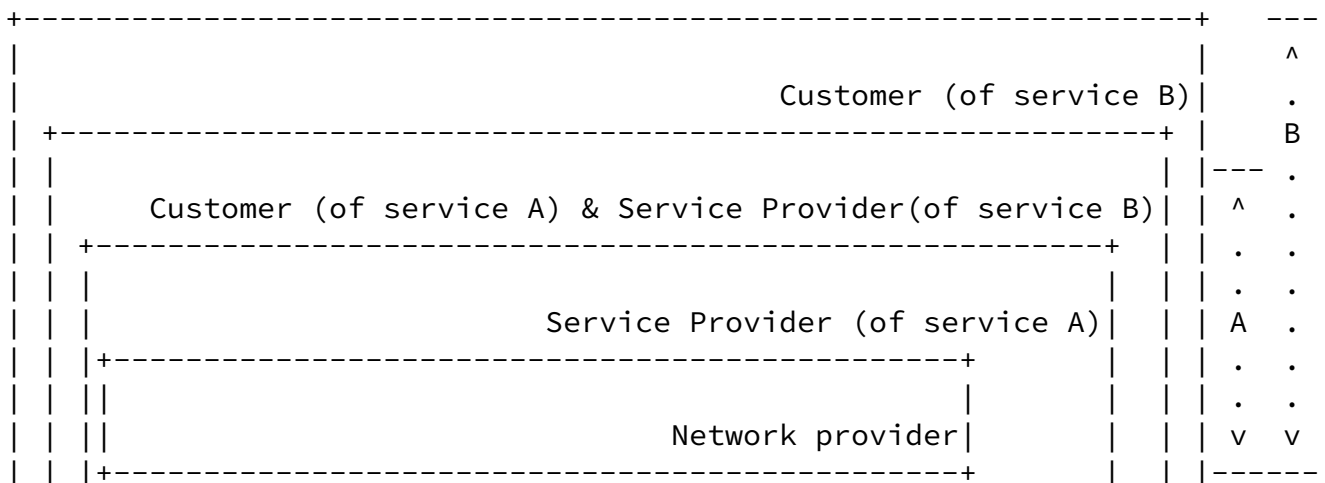 +---------------------------------------------------------------+   ---
|                                                               |    ^
|                                         Customer (of service B)|    .
| +-----------------------------------------------------------+ |    B
| |                                                           | |--- .
| |     Customer (of service A) & Service Provider(of service B)| | ^  .
| | +-------------------------------------------------------+ | | .  .
| | |                                                       | | | .  .
| | |                        Service Provider (of service A)| | | A  .
| | |+----------------------------------------------+       | | | .  .
| | ||                                              |       | | | .  .
| | ||                              Network provider|       | | | v  v
| | |+----------------------------------------------+       | | |------